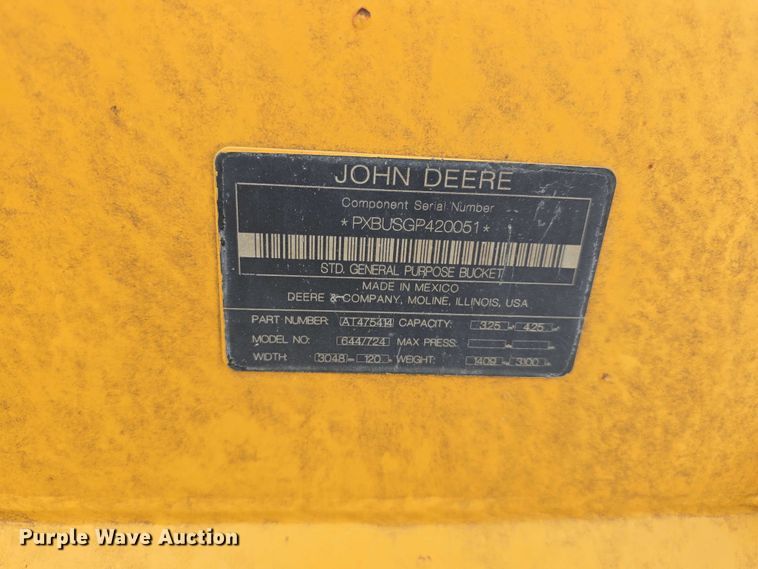 JOHN DEERE
Component Serial Number
*PXBUSGP420051*
STD. GENERAL PURPOSE BUCKET
MADE IN MEXICO
DEERE & COMPANY, MOLINE, ILLINOIS, USA
PART NUMBER: AT475414 CAPACITY: 3.25 4.25
MODEL NO: 644/724 MAX PRESS:
WIDTH: 3048 120 WEIGHT: 1409 3100
Purple Wave Auction